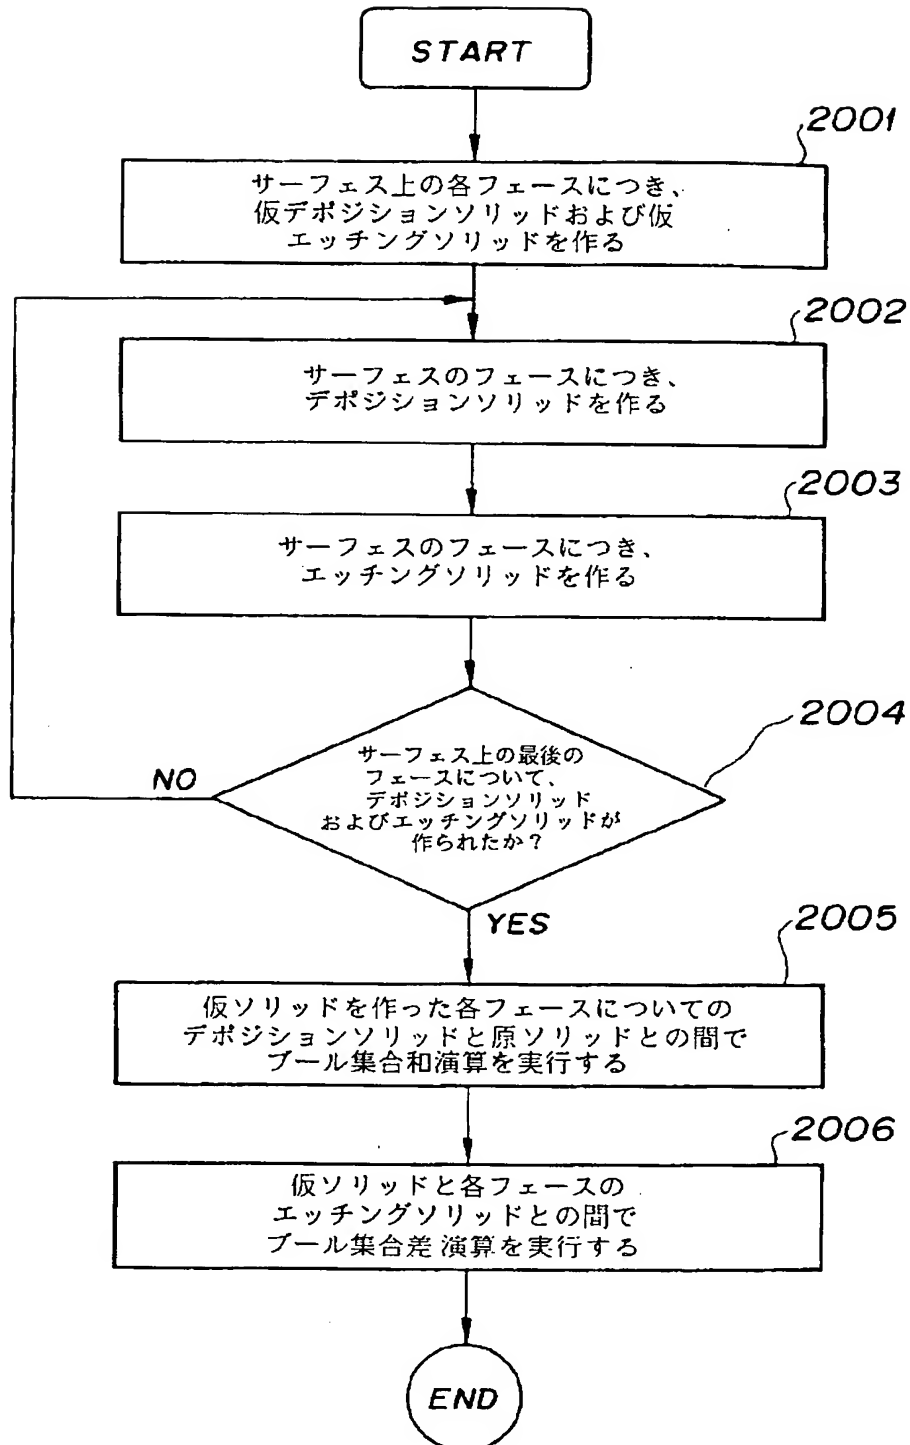 START
2001
サーフェス上の各フェースにつき、
仮デポジションソリッドおよび仮
エッチングソリッドを作る
2002
サーフェスのフェースにつき、
デポジションソリッドを作る
2003
サーフェスのフェースにつき、
エッチングソリッドを作る
2004
サーフェス上の最後の
フェースについて、
デポジションソリッド
およびエッチングソリッドが
作られたか?
NO
YES
2005
仮ソリッドを作った各フェースについての
デポジションソリッドと原ソリッドとの間で
ブール集合和演算を実行する
2006
仮ソリッドと各フェースの
エッチングソリッドとの間で
ブール集合差演算を実行する
END